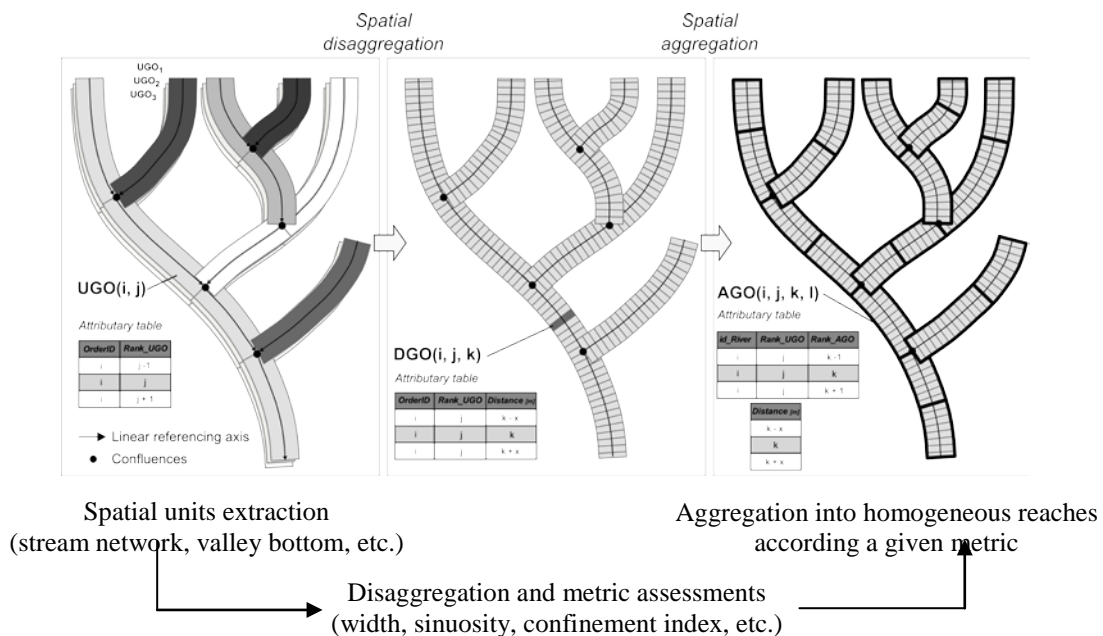 Spatial
disaggregation
Spatial
aggregation
UGO1
UGO2
UGO3
UGO(i, j)
Attributary table
OrderID Rank_UGO
i j -1
i j
i j + 1
Linear referencing axis
Confluences
DGO(i, j, k)
Attributary table
OrderID Rank_UGO Distance [m]
i j k - x
i j k
i j k + x
AGO(i, j, k, l)
Attributary table
id_River Rank_UGO Rank_AGO
i j k -1
i j k
i j k + 1
Distance [m]
k - x
k
k + x
Spatial units extraction
(stream network, valley bottom, etc.)
Aggregation into homogeneous reaches
according a given metric
Disaggregation and metric assessments
(width, sinuosity, confinement index, etc.)